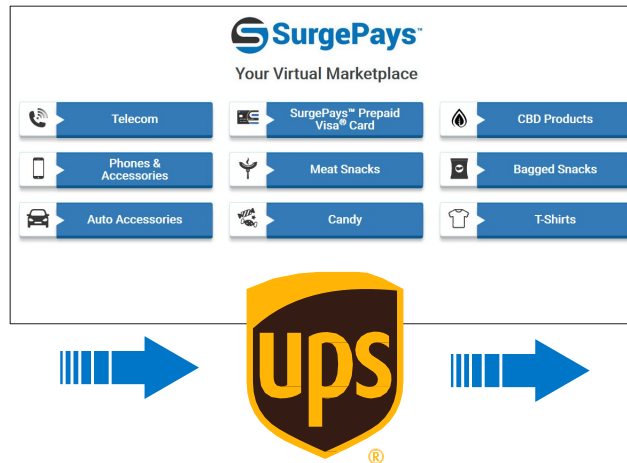 SurgePays™
Your Virtual Marketplace
Telecom
SurgePays™ Prepaid
Visa® Card
CBD Products
Phones &
Accessories
Meat Snacks
Bagged Snacks
Auto Accessories
Candy
T-Shirts
ups
®